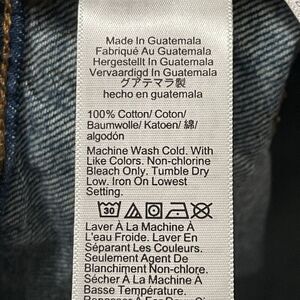 Made In Guatemala
Fabriqué Au Guatemala
Hergestellt In Guatemala
Vervaardigd In Guatemala
グアテマラ製
hecho en guatemala
100% Cotton/ Coton/
Baumwolle/ Katoen/ 綿/
algodón
Machine Wash Cold. With
Like Colors. Non-chlorine
Bleach Only. Tumble Dry
Low. Iron On Lowest
Setting.
30
Laver À La Machine À
L'eau Froide. Laver En
Séparant Les Couleurs.
Seulement Agent De
Blanchiment Non-chlore.
Sécher À La Machine À
Basse Température.
Repasser À Fer Doux.